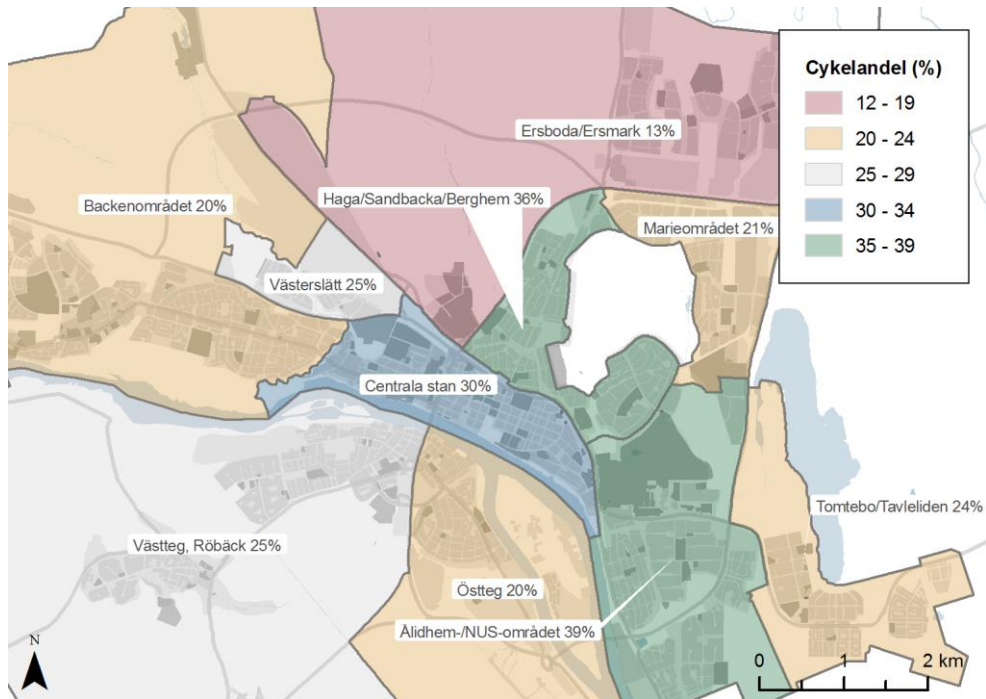 Cykelandel (%)
12 - 19
20 - 24
25 - 29
30 - 34
35 - 39
Ersboda/Ersmark 13%
Haga/Sandbacka/Berghem 36%
Backenområdet 20%
Marieområdet 21%
Västerslätt 25%
Centrala stan 30%
Tomtebo/Tavleliden 24%
Västteg, Röbäck 25%
Östteg 20%
Ålidhem-/NUS-området 39%
N
0 1 2 km